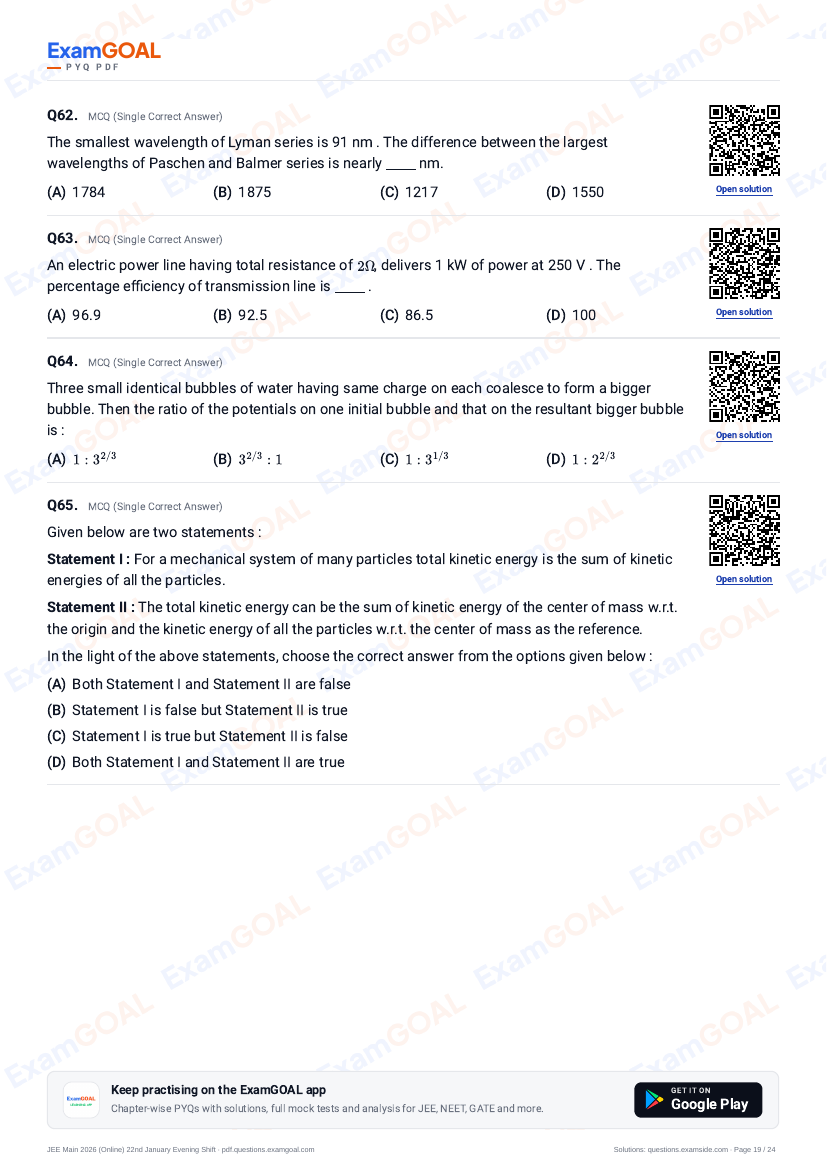 ExamGOAL
PYQ PDF
Q62. MCQ (Single Correct Answer)
The smallest wavelength of Lyman series is 91 nm . The difference between the largest
wavelengths of Paschen and Balmer series is nearly ____ nm.
(A) 1784 (B) 1875 (C) 1217 (D) 1550
Open solution
Q63. MCQ (Single Correct Answer)
An electric power line having total resistance of 2Ω, delivers 1 kW of power at 250 V . The
percentage efficiency of transmission line is ____ .
(A) 96.9 (B) 92.5 (C) 86.5 (D) 100
Open solution
Q64. MCQ (Single Correct Answer)
Three small identical bubbles of water having same charge on each coalesce to form a bigger
bubble. Then the ratio of the potentials on one initial bubble and that on the resultant bigger bubble
is :
(A) 1 : 3^{2/3} (B) 3^{2/3} : 1 (C) 1 : 3^{1/3} (D) 1 : 2^{2/3}
Open solution
Q65. MCQ (Single Correct Answer)
Given below are two statements :
Statement I : For a mechanical system of many particles total kinetic energy is the sum of kinetic
energies of all the particles.
Statement II : The total kinetic energy can be the sum of kinetic energy of the center of mass w.r.t.
the origin and the kinetic energy of all the particles w.r.t. the center of mass as the reference.
In the light of the above statements, choose the correct answer from the options given below :
(A) Both Statement I and Statement II are false
(B) Statement I is false but Statement II is true
(C) Statement I is true but Statement II is false
(D) Both Statement I and Statement II are true
Open solution
ExamGOAL
Keep practising on the ExamGOAL app
Chapter-wise PYQs with solutions, full mock tests and analysis for JEE, NEET, GATE and more.
GET IT ON
Google Play
JEE Main 2026 (Online) 22nd January Evening Shift · pdf.questions.examgoal.com
Solutions: questions.examside.com · Page 19 / 24